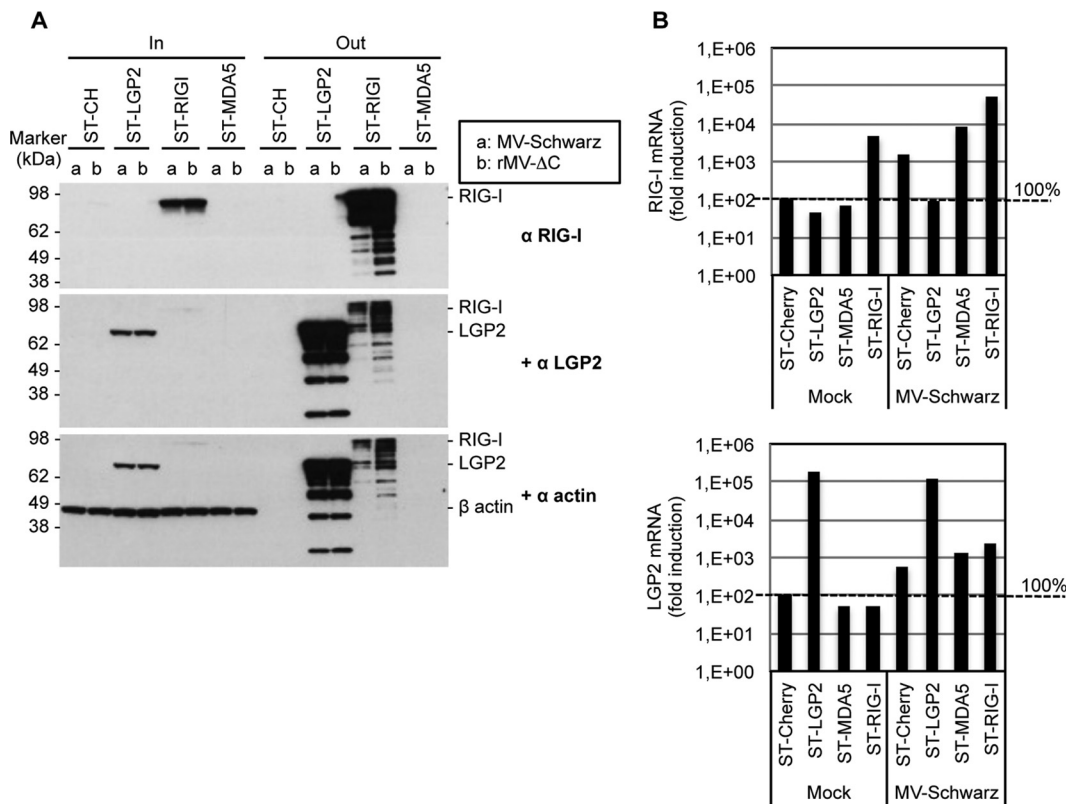 A
In Out
ST-CH ST-LGP2 ST-RIGI ST-MDA5 ST-CH ST-LGP2 ST-RIGI ST-MDA5
Marker
(kDa)
a b a b a b a b a b a b a b a b
a: MV-Schwarz
b: rMV-ΔC
98 - - RIG-I
62 -
49 -
38 -
α RIG-I
98 - - RIG-I
LGP2
62 -
49 -
38 -
+ α LGP2
98 - RIG-I
- LGP2
62 -
49 -
38 -
+ α actin
- β actin
B
RIG-I mRNA
(fold induction)
1,E+06
1,E+05
1,E+04
1,E+03
1,E+02
1,E+01
1,E+00
100%
ST-Cherry ST-LGP2 ST-MDA5 ST-RIG-I ST-Cherry ST-LGP2 ST-MDA5 ST-RIG-I
Mock MV-Schwarz
LGP2 mRNA
(fold induction)
1,E+06
1,E+05
1,E+04
1,E+03
1,E+02
1,E+01
1,E+00
100%
ST-Cherry ST-LGP2 ST-MDA5 ST-RIG-I ST-Cherry ST-LGP2 ST-MDA5 ST-RIG-I
Mock MV-Schwarz